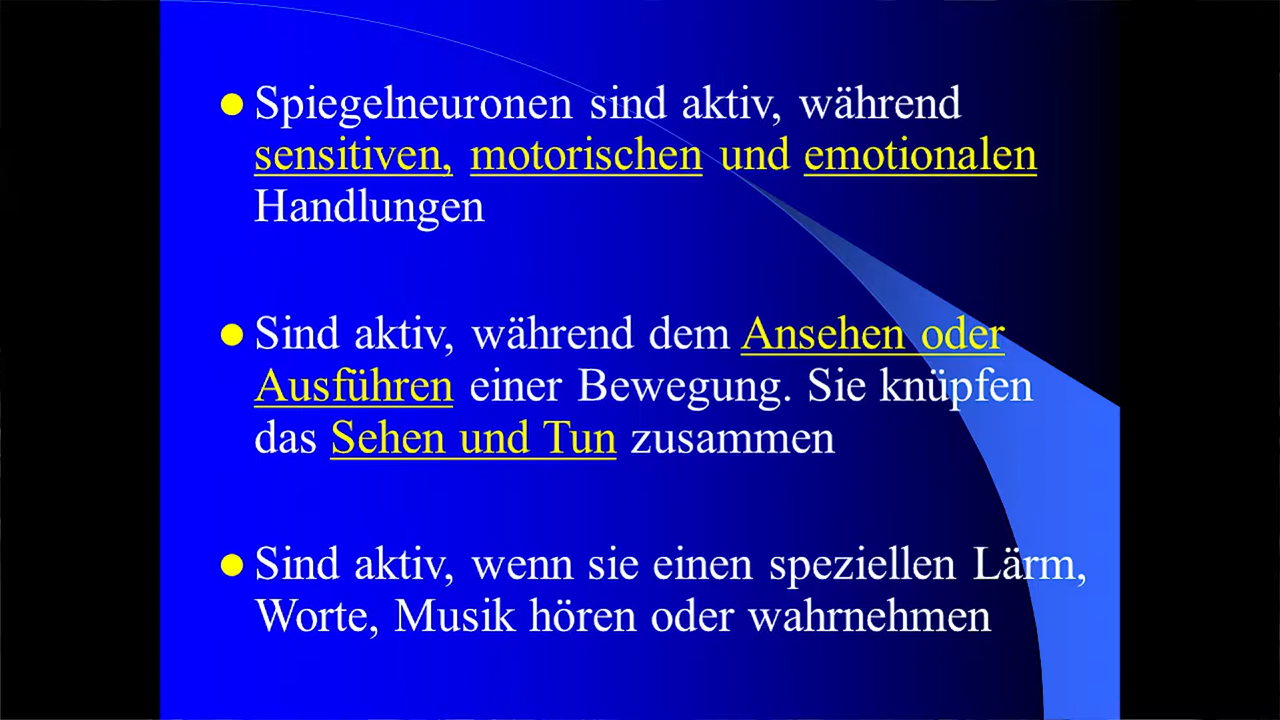 Spiegelneuronen sind aktiv, während
sensitiven, motorischen und emotionalen
Handlungen
Sind aktiv, während dem Ansehen oder
Ausführen einer Bewegung. Sie knüpfen
das Sehen und Tun zusammen
Sind aktiv, wenn sie einen speziellen Lärm,
Worte, Musik hören oder wahrnehmen